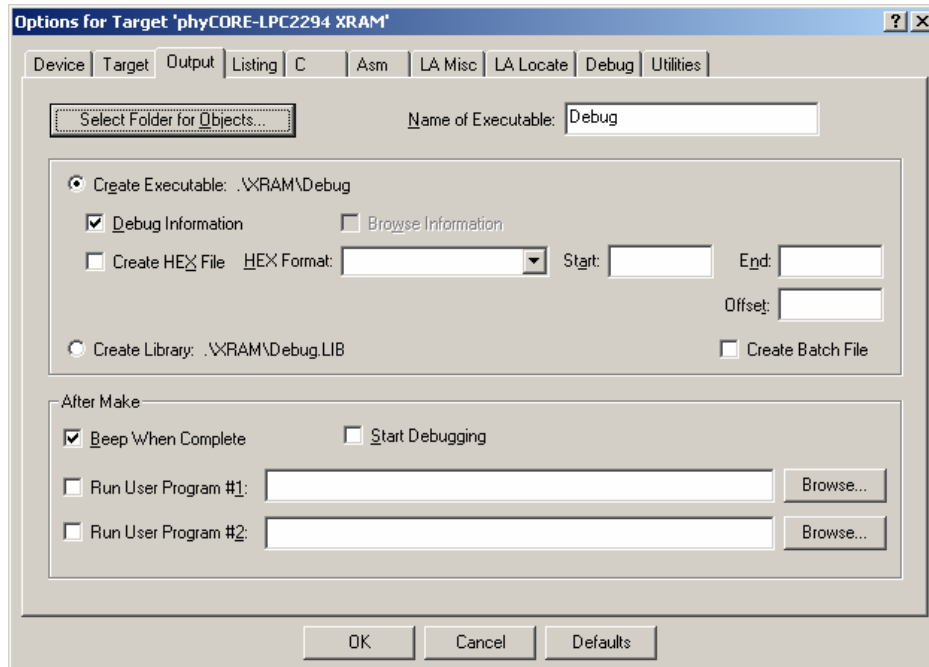 Options for Target 'phyCORE-LPC2294 XRAM'
Device Target Output Listing C Asm LA Misc LA Locate Debug Utilities
Select Folder for Objects... Name of Executable: Debug
Create Executable: .\XRAM\Debug
Debug Information Browse Information
Create HEX File HEX Format: Start: End:
Offset:
Create Library: .\XRAM\Debug.LIB Create Batch File
After Make
Beep When Complete Start Debugging
Run User Program #1: Browse...
Run User Program #2: Browse...
OK Cancel Defaults